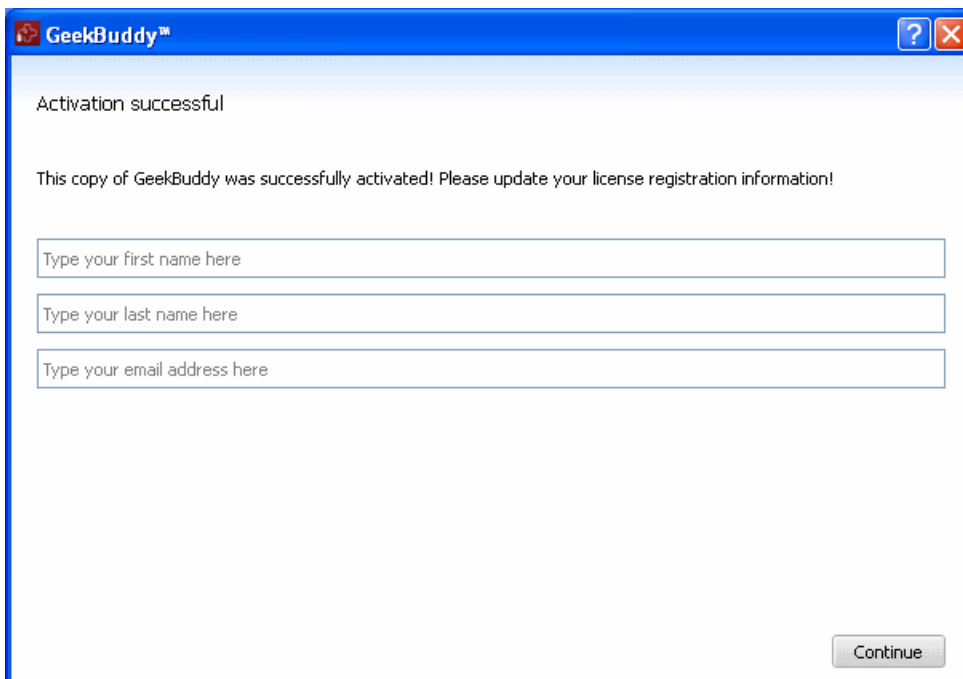 GeekBuddy™
Activation successful
This copy of GeekBuddy was successfully activated! Please update your license registration information!
Type your first name here
Type your last name here
Type your email address here
Continue